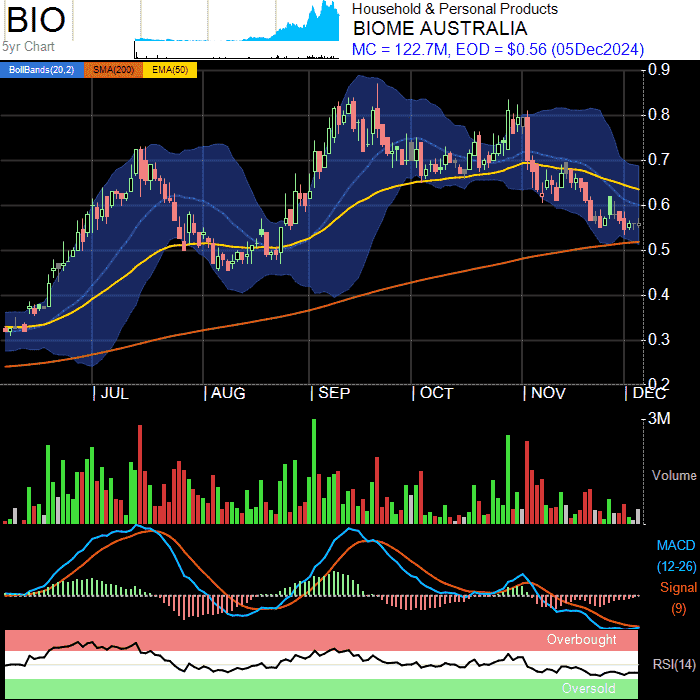 BIO
5yr Chart
Household & Personal Products
BIOME AUSTRALIA
MC = 122.7M, EOD = $0.56 (05Dec2024)
BollBands(20,2) SMA(200) EMA(50)
0.9
0.8
0.7
0.6
0.5
0.4
0.3
0.2
JUL AUG SEP OCT NOV DEC
3M
Volume
MACD
(12-26)
Signal
(9)
Overbought
RSI(14)
Oversold